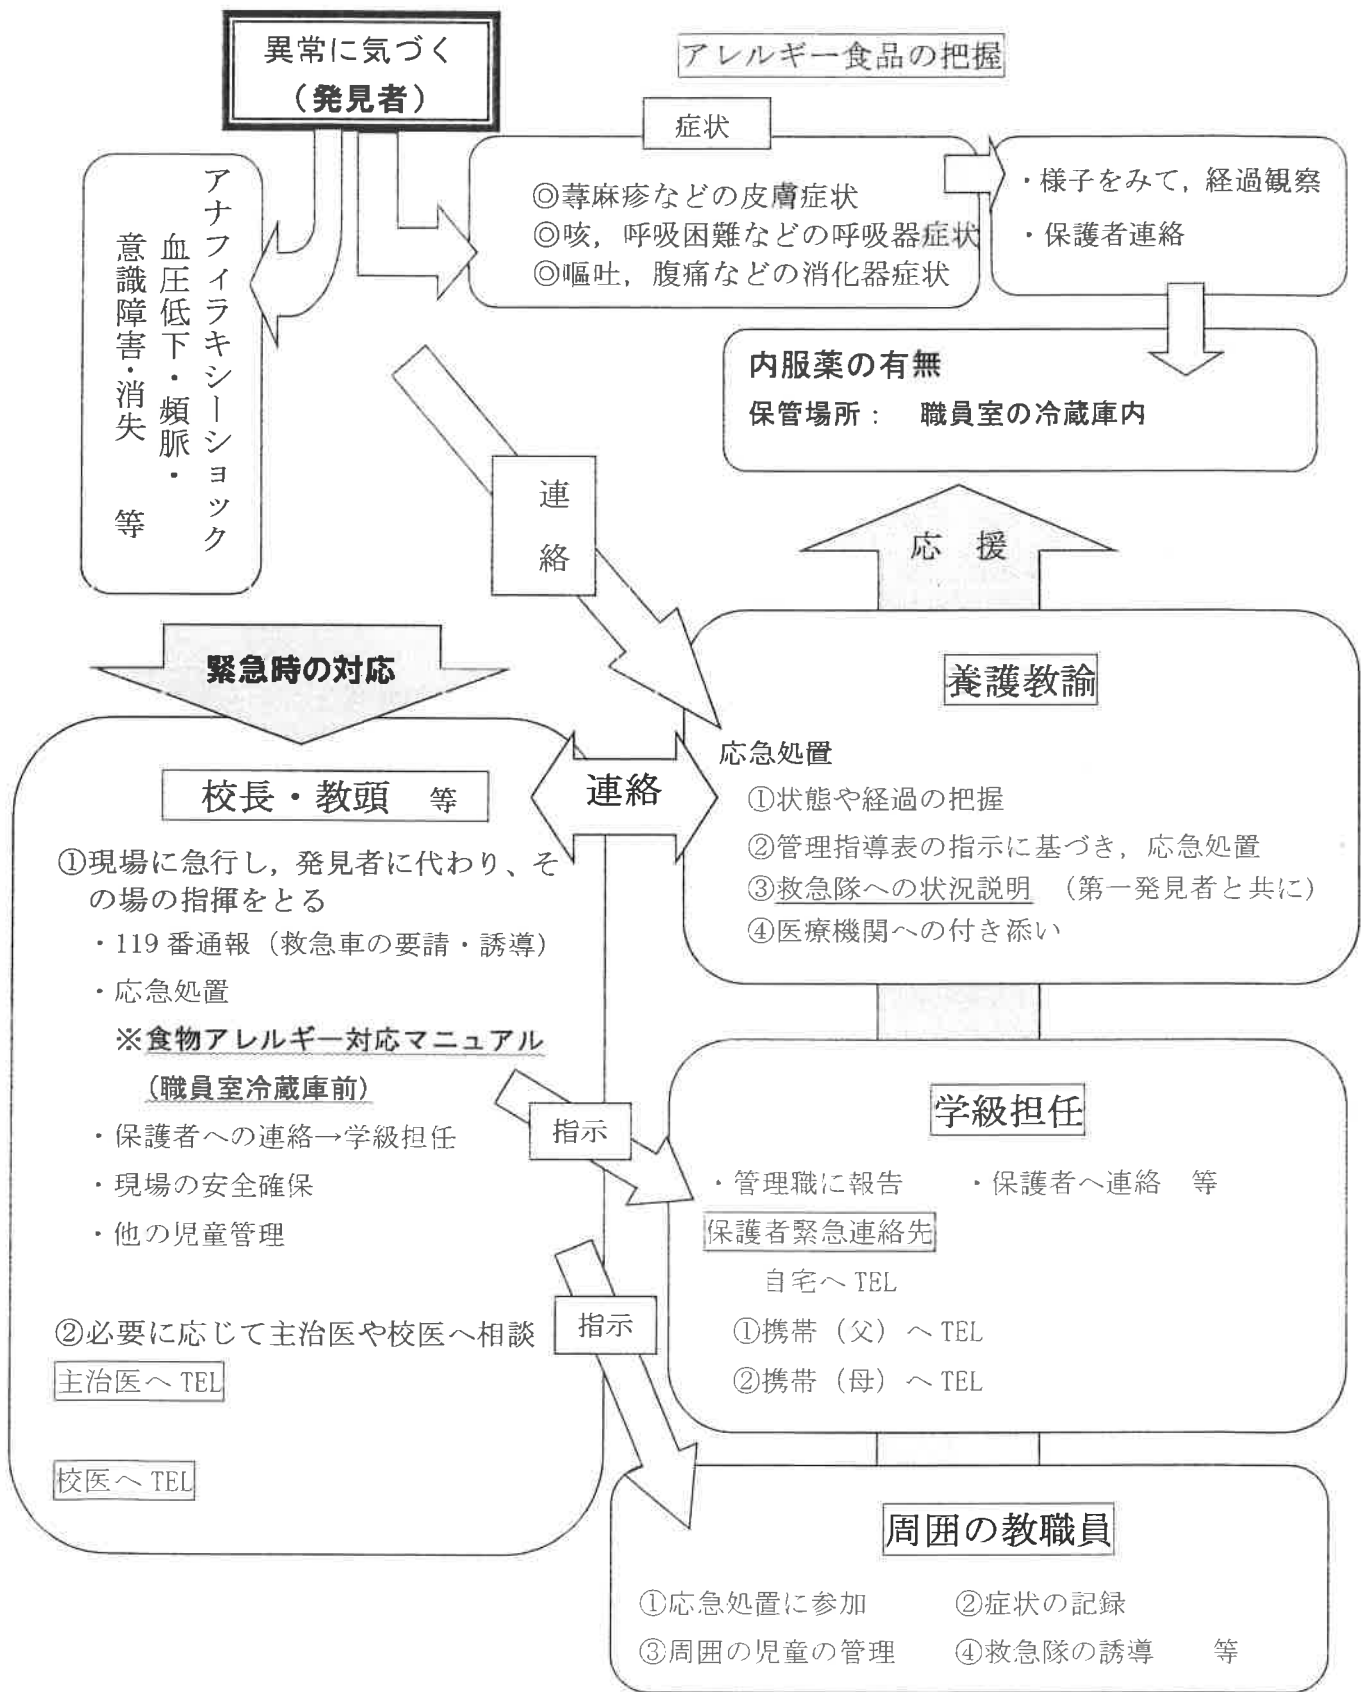 異常に気づく
（発見者）
アレルギー食品の把握
症状
◎蕁麻疹などの皮膚症状
◎咳，呼吸困難などの呼吸器症状
◎嘔吐，腹痛などの消化器症状
・様子をみて，経過観察
・保護者連絡
アナフィラキシーショック
血圧低下・頻脈・
意識障害・消失　等
内服薬の有無
保管場所：　職員室の冷蔵庫内
連絡
応　援
緊急時の対応
養護教諭
応急処置
①状態や経過の把握
②管理指導表の指示に基づき，応急処置
③救急隊への状況説明　（第一発見者と共に）
④医療機関への付き添い
連絡
校長・教頭　等
①現場に急行し，発見者に代わり、そ
の場の指揮をとる
・119 番通報（救急車の要請・誘導）
・応急処置
※食物アレルギー対応マニュアル
（職員室冷蔵庫前）
・保護者への連絡→学級担任
・現場の安全確保
・他の児童管理
②必要に応じて主治医や校医へ相談
主治医へ TEL
校医へ TEL
指示
指示
学級担任
・管理職に報告　　・保護者へ連絡　等
保護者緊急連絡先
自宅へ TEL
①携帯（父）へ TEL
②携帯（母）へ TEL
周囲の教職員
①応急処置に参加　　②症状の記録
③周囲の児童の管理　　④救急隊の誘導　　等